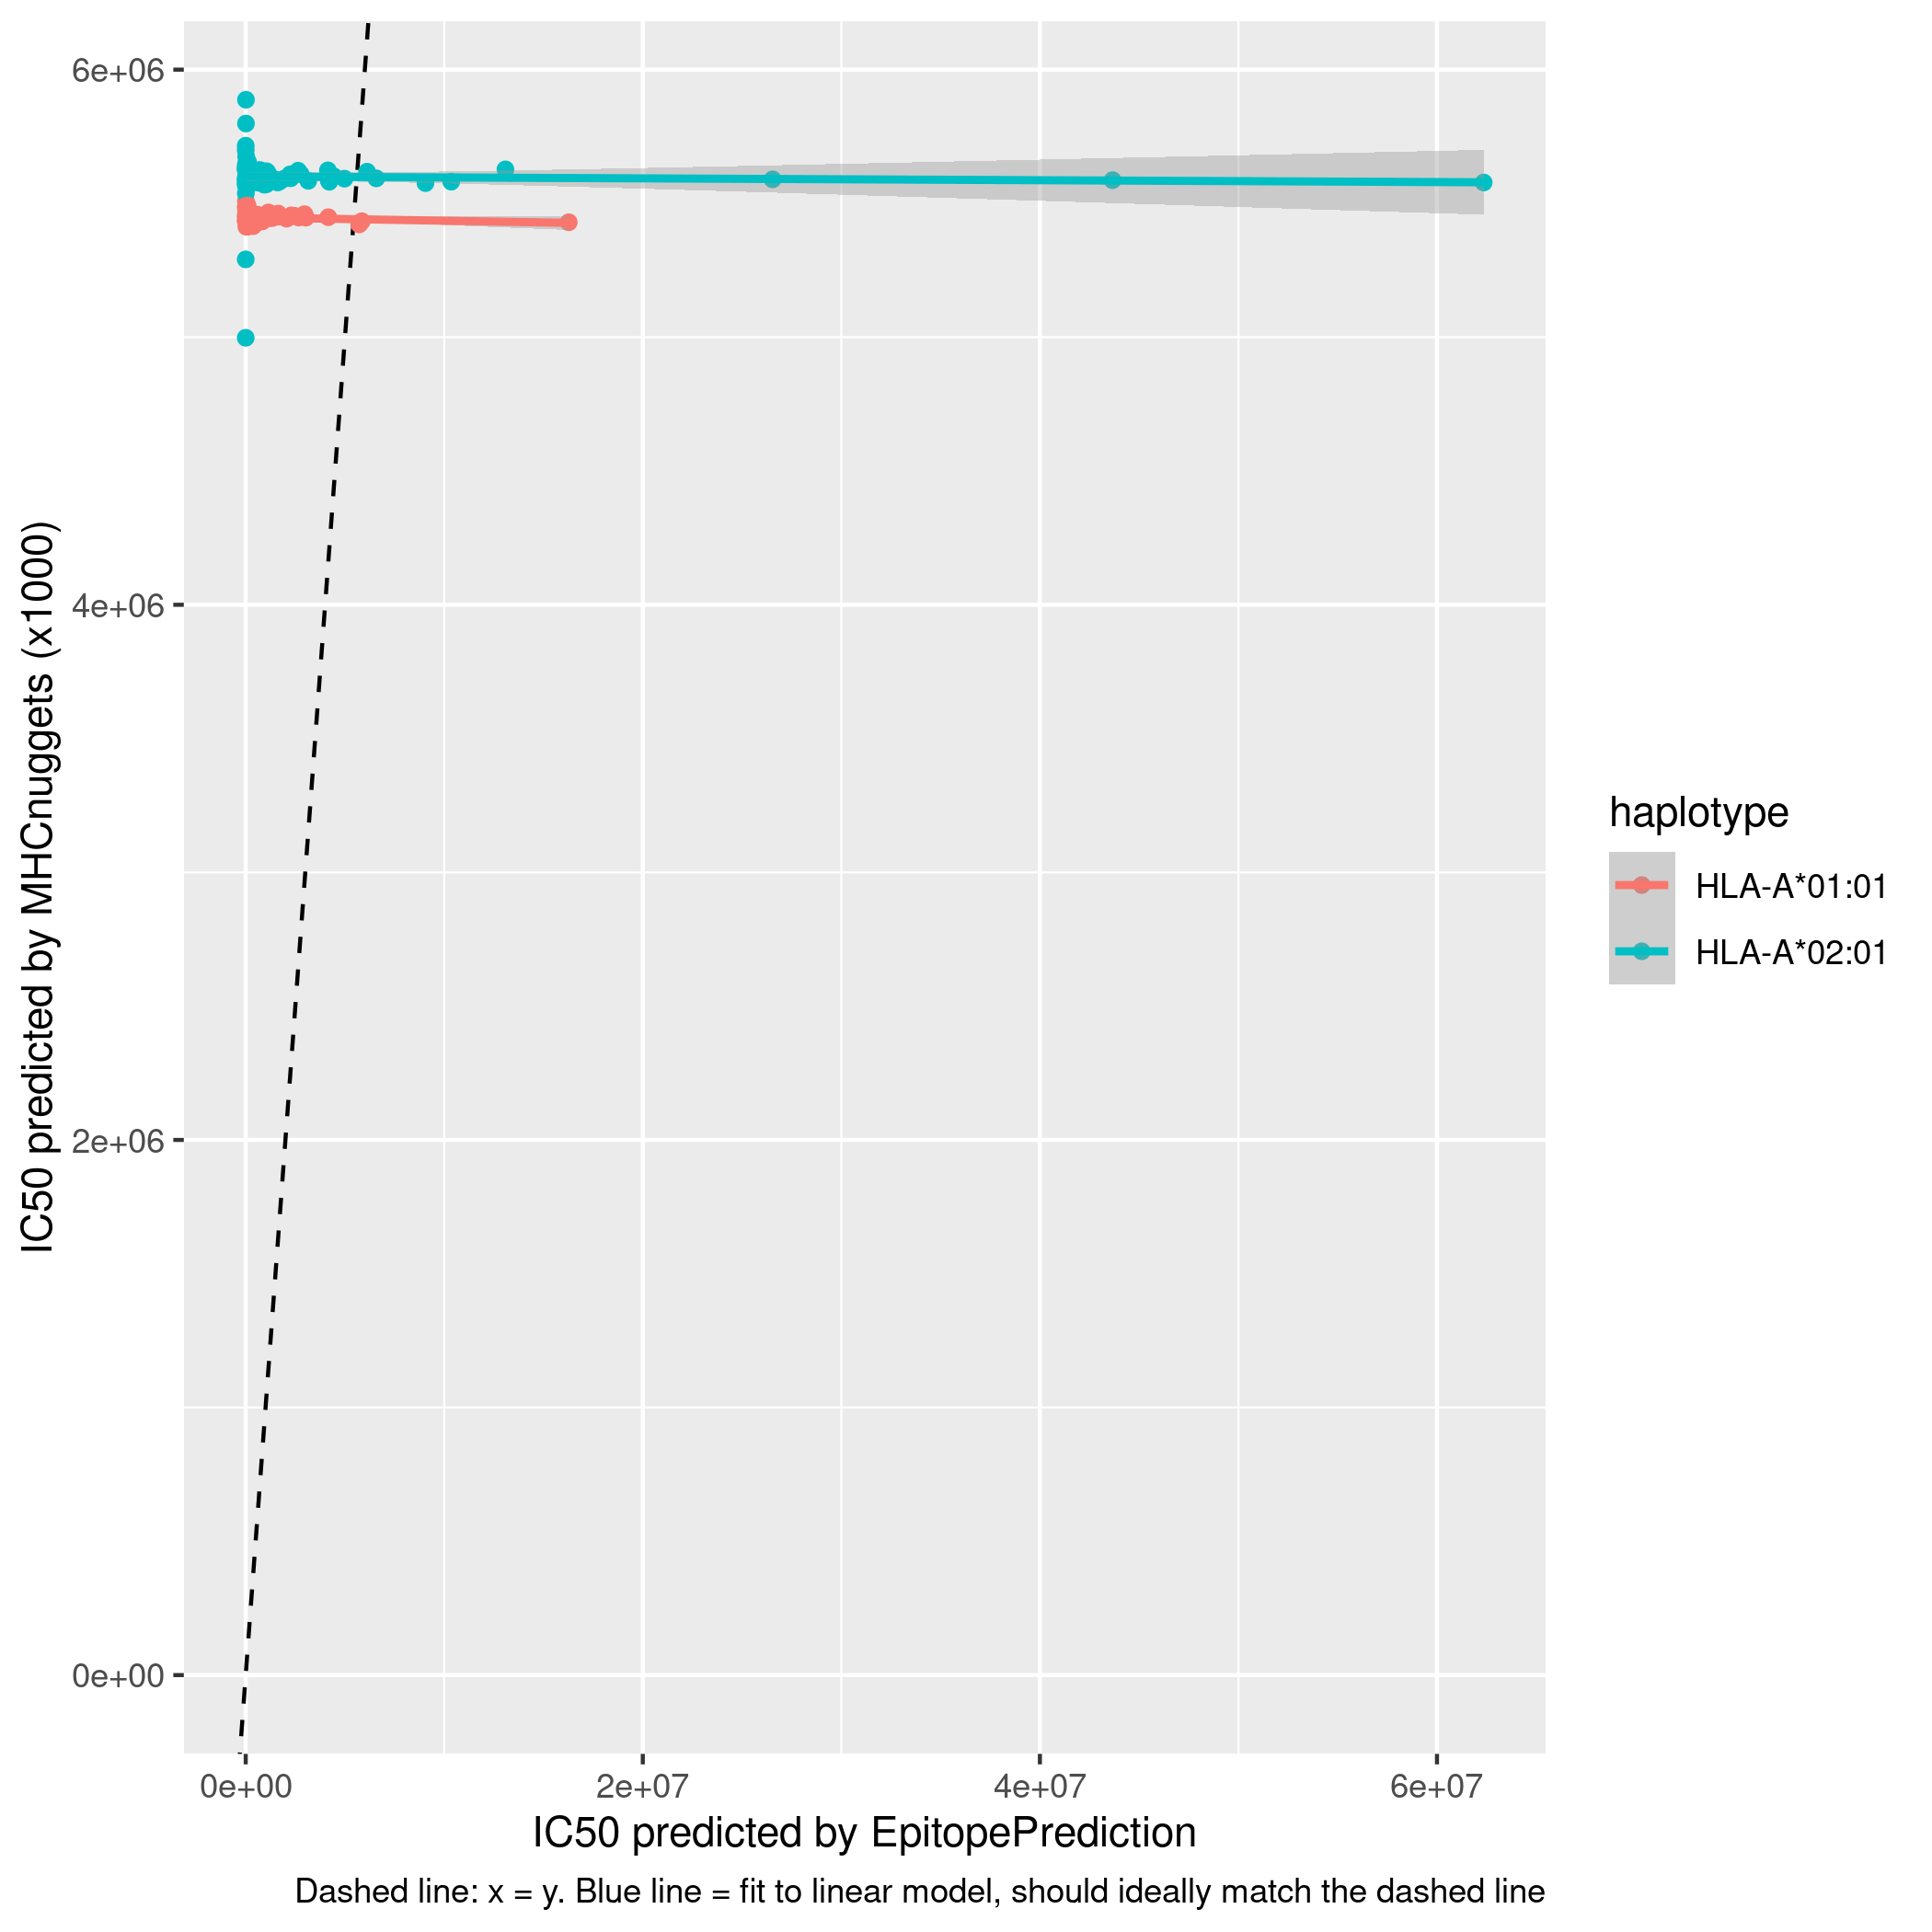 6e+06
4e+06
2e+06
0e+00
IC50 predicted by MHCnuggets (x1000)
0e+00 2e+07 4e+07 6e+07
IC50 predicted by EpitopePrediction
Dashed line: x = y. Blue line = fit to linear model, should ideally match the dashed line
haplotype
HLA-A*01:01
HLA-A*02:01